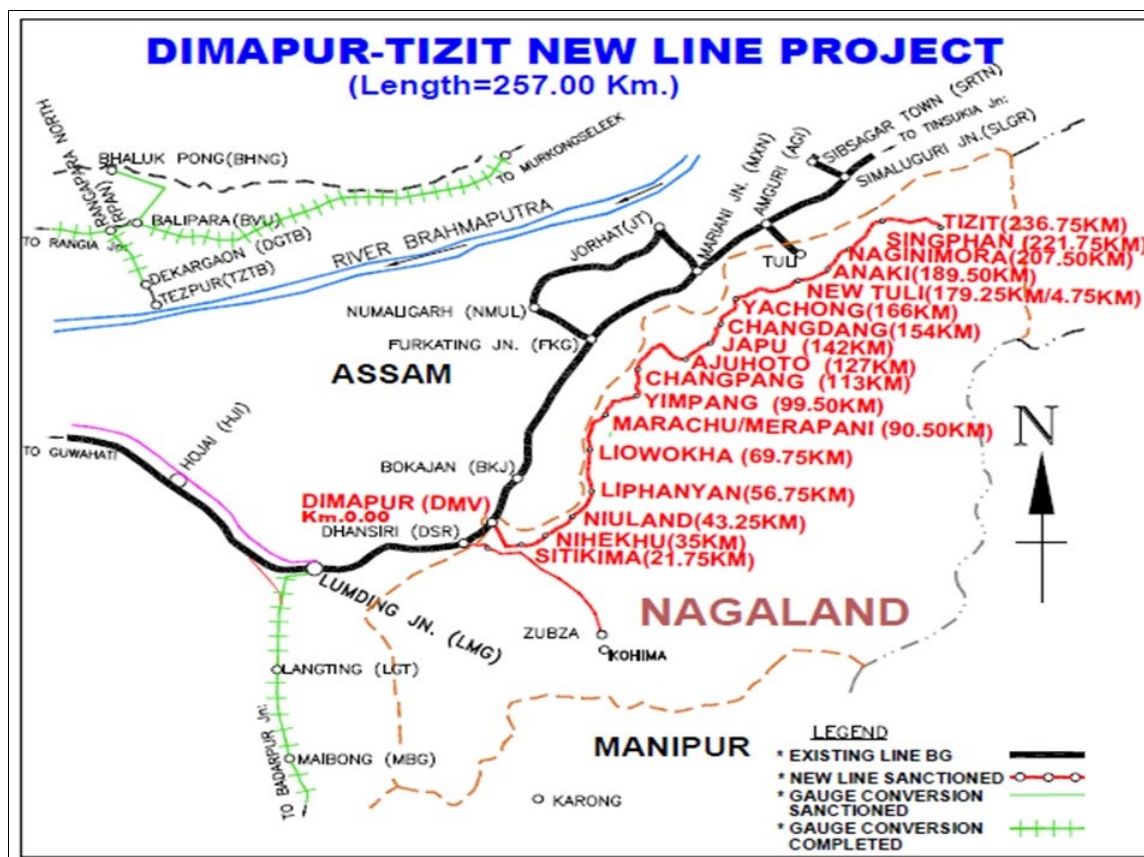 DIMAPUR-TIZIT NEW LINE PROJECT
(Length=257.00 Km.)
RANGAPARA NORTH
(RPAN)
BHALUK PONG(BHNG)
TO MURKONGSELEEK
BALIPARA (BVU)
TO RANGIA Jn:
DEKARGAON (DGTB)
TEZPUR(TZTB)
RIVER BRAHMAPUTRA
SIBSAGAR TOWN (SRTN)
TO TINSUKIA Jn:
SIMALUGURI JN.(SLGR)
AMGURI (AGI)
MARIANI JN. (MXN)
JORHAT(JT)
TULI
NUMALIGARH (NMUL)
FURKATING JN. (FKG)
ASSAM
TIZIT(236.75KM)
SINGPHAN(221.75KM)
NAGINIMORA(207.50KM)
ANAKI(189.50KM)
NEW TULI(179.25KM/4.75KM)
YACHONG(166KM)
CHANGDANG(154KM)
JAPU (142KM)
AJUHOTO (127KM)
CHANGPANG (113KM)
YIMPANG (99.50KM)
MARACHU/MERAPANI (90.50KM)
LIOWOKHA (69.75KM)
LIPHANYAN(56.75KM)
NIULAND(43.25KM)
NIHEKHU(35KM)
SITIKIMA(21.75KM)
N
HOJAI (HJI)
TO GUWAHATI
BOKAJAN (BKJ)
DIMAPUR (DMV)
Km.0.00
DHANSIRI (DSR)
LUMDING JN. (LMG)
NAGALAND
ZUBZA
KOHIMA
LANGTING (LGT)
MAIBONG (MBG)
TO BADARPUR Jn:
MANIPUR
KARONG
LEGEND
* EXISTING LINE BG
* NEW LINE SANCTIONED
* GAUGE CONVERSION
SANCTIONED
* GAUGE CONVERSION
COMPLETED